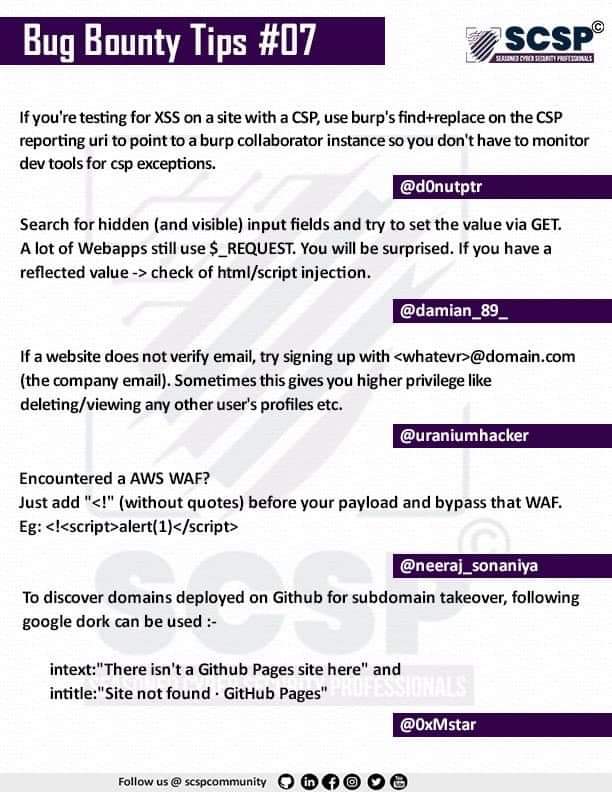 Bug Bounty Tips #07
SCSP©
SEASONED CYBER SECURITY PROFESSIONALS
If you're testing for XSS on a site with a CSP, use burp's find+replace on the CSP
reporting uri to point to a burp collaborator instance so you don't have to monitor
dev tools for csp exceptions.
@d0nutptr
Search for hidden (and visible) input fields and try to set the value via GET.
A lot of Webapps still use $_REQUEST. You will be surprised. If you have a
reflected value -> check of html/script injection.
@damian_89_
If a website does not verify email, try signing up with <whatevr>@domain.com
(the company email). Sometimes this gives you higher privilege like
deleting/viewing any other user's profiles etc.
@uraniumhacker
Encountered a AWS WAF?
Just add "<!" (without quotes) before your payload and bypass that WAF.
Eg: <!<script>alert(1)</script>
@neeraj_sonaniya
SCSP©
SEASONED CYBER SECURITY PROFESSIONALS
To discover domains deployed on Github for subdomain takeover, following
google dork can be used :-
intext:"There isn't a Github Pages site here" and
intitle:"Site not found · GitHub Pages"
@0xMstar
Follow us @ scspcommunity